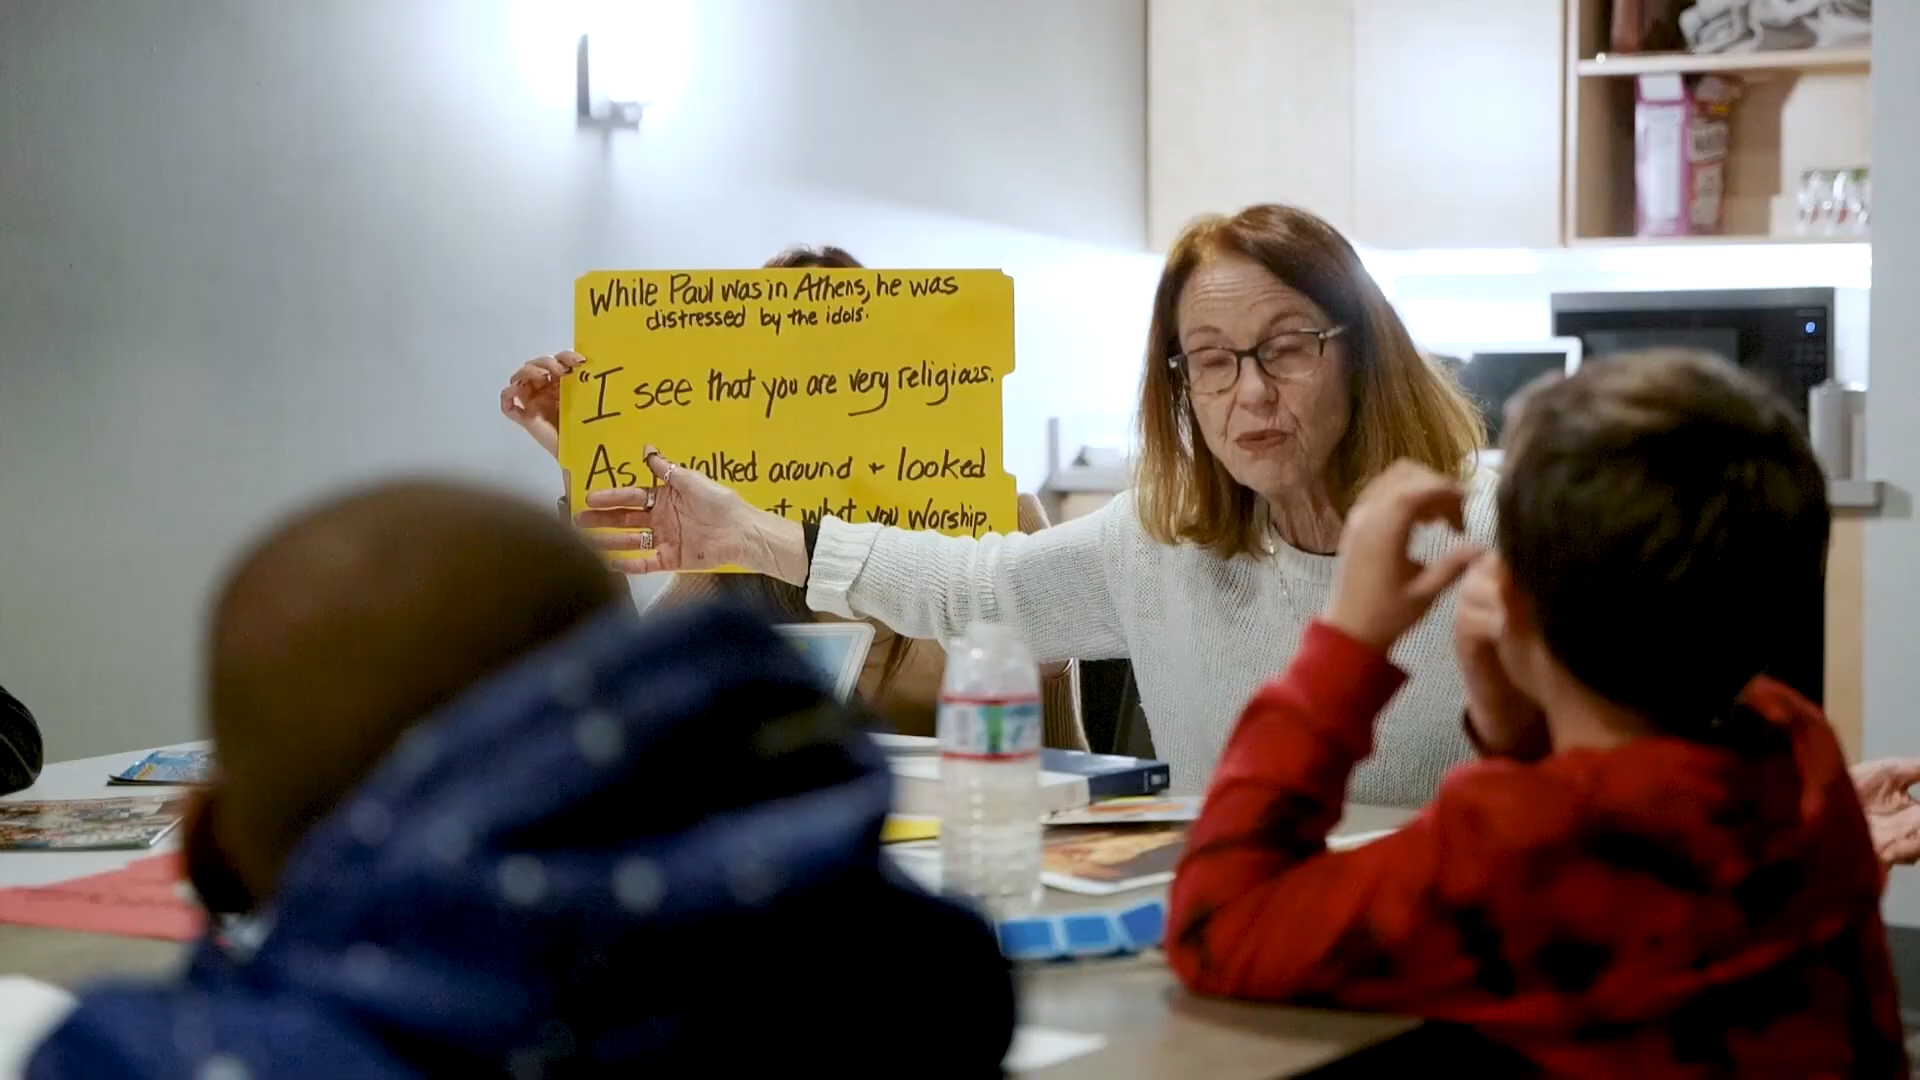 While Paul was in Athens, he was
distressed by the idols.
"I see that you are very religious.
As I walked around + looked
at what you worship,